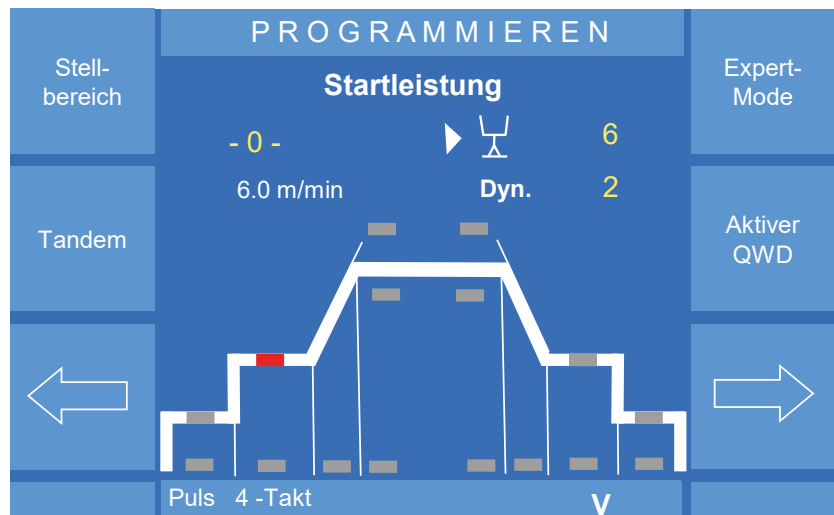 PROGRAMMIEREN
Stell-
bereich
Startleistung
Expert-
Mode
- 0 -
6
6.0 m/min
Dyn.
2
Tandem
Aktiver
QWD
Puls 4 -Takt
V